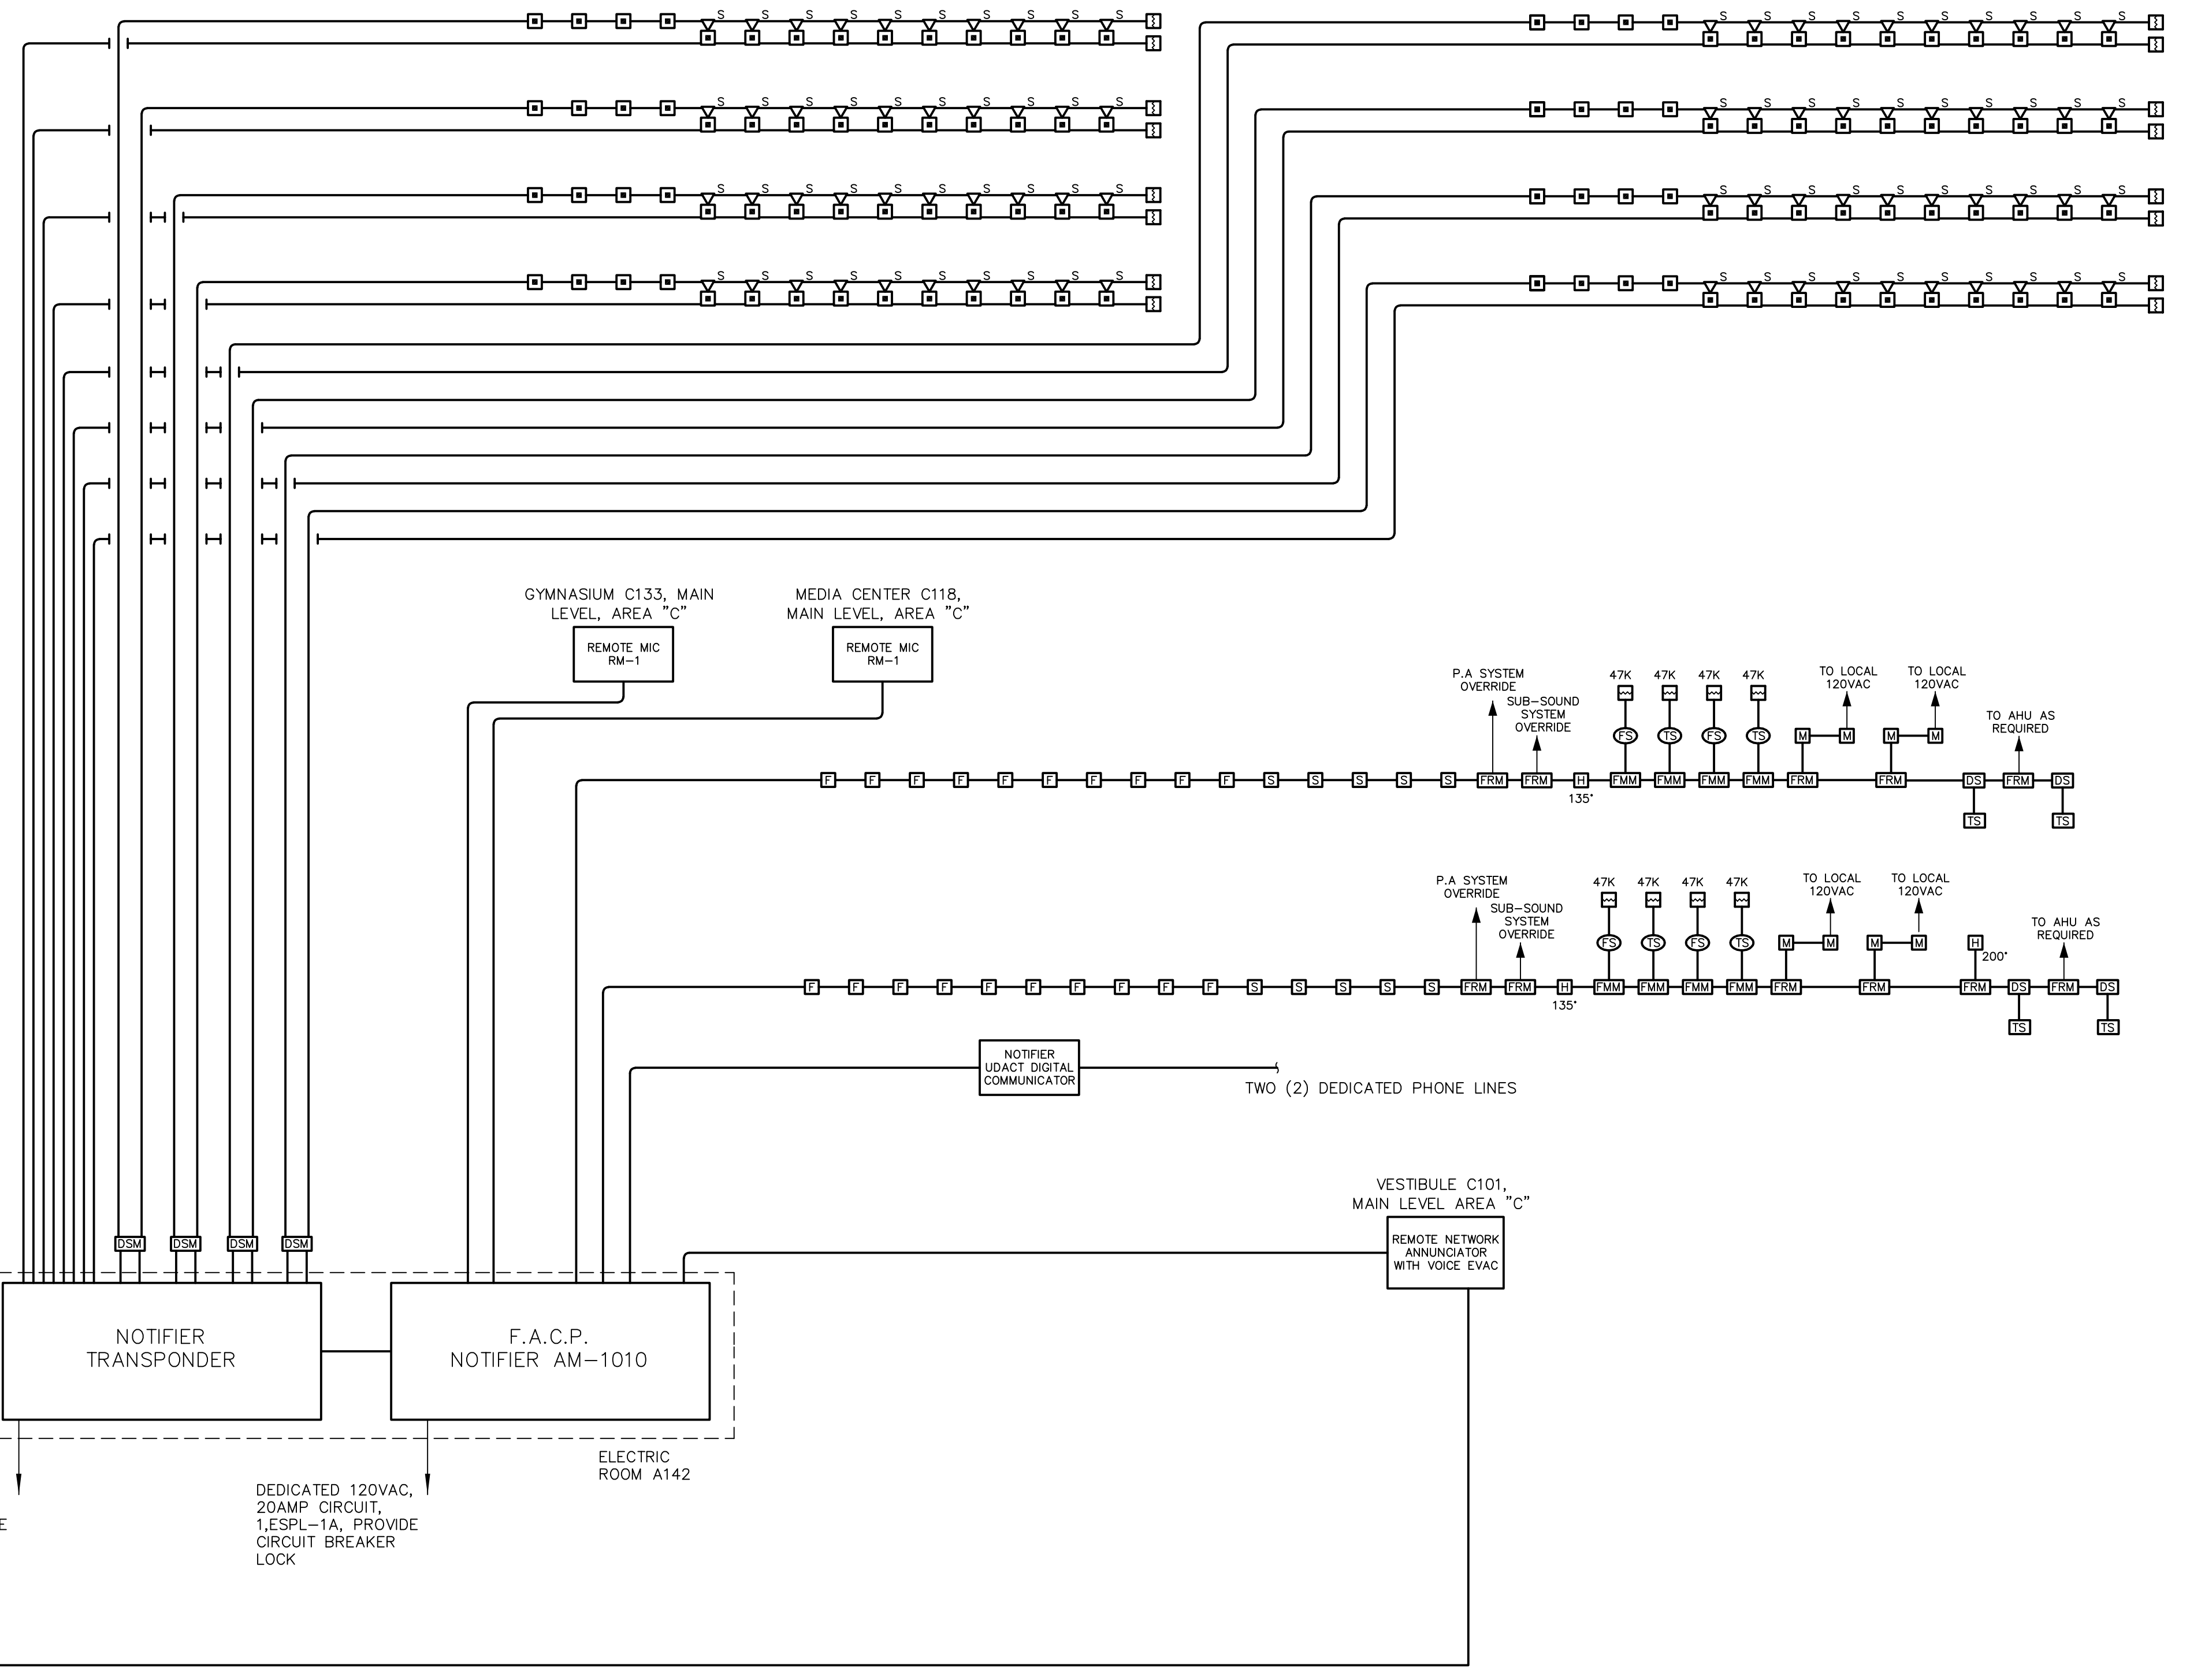 S S S S S S S S S S
S S S S S S S S S S
S S S S S S S S S S
S S S S S S S S S S
S S S S S S S S S S
S S S S S S S S S S
S S S S S S S S S S
S S S S S S S S S S
GYMNASIUM C133, MAIN
LEVEL, AREA "C"
REMOTE MIC
RM-1
MEDIA CENTER C118,
MAIN LEVEL, AREA "C"
REMOTE MIC
RM-1
P.A SYSTEM
OVERRIDE
SUB-SOUND
SYSTEM
OVERRIDE
47K 47K 47K 47K
TO LOCAL
120VAC
TO LOCAL
120VAC
TO AHU AS
REQUIRED
FS TS FS TS M M M M
F F F F F F F F F F S S S S S FRM FRM H FMM FMM FMM FMM FRM FRM DS FRM DS
135°
TS TS
P.A SYSTEM
OVERRIDE
SUB-SOUND
SYSTEM
OVERRIDE
47K 47K 47K 47K
TO LOCAL
120VAC
TO LOCAL
120VAC
TO AHU AS
REQUIRED
FS TS FS TS M M M M H
200°
F F F F F F F F F F S S S S S FRM FRM H FMM FMM FMM FMM FRM FRM FRM DS FRM DS
135°
TS TS
NOTIFIER
UDACT DIGITAL
COMMUNICATOR
TWO (2) DEDICATED PHONE LINES
VESTIBULE C101,
MAIN LEVEL AREA "C"
REMOTE NETWORK
ANNUNCIATOR
WITH VOICE EVAC
DSM DSM DSM DSM
NOTIFIER
TRANSPONDER
F.A.C.P.
NOTIFIER AM-1010
ELECTRIC
ROOM A142
DEDICATED 120VAC,
20AMP CIRCUIT,
1,ESPL-1A, PROVIDE
CIRCUIT BREAKER
LOCK
E